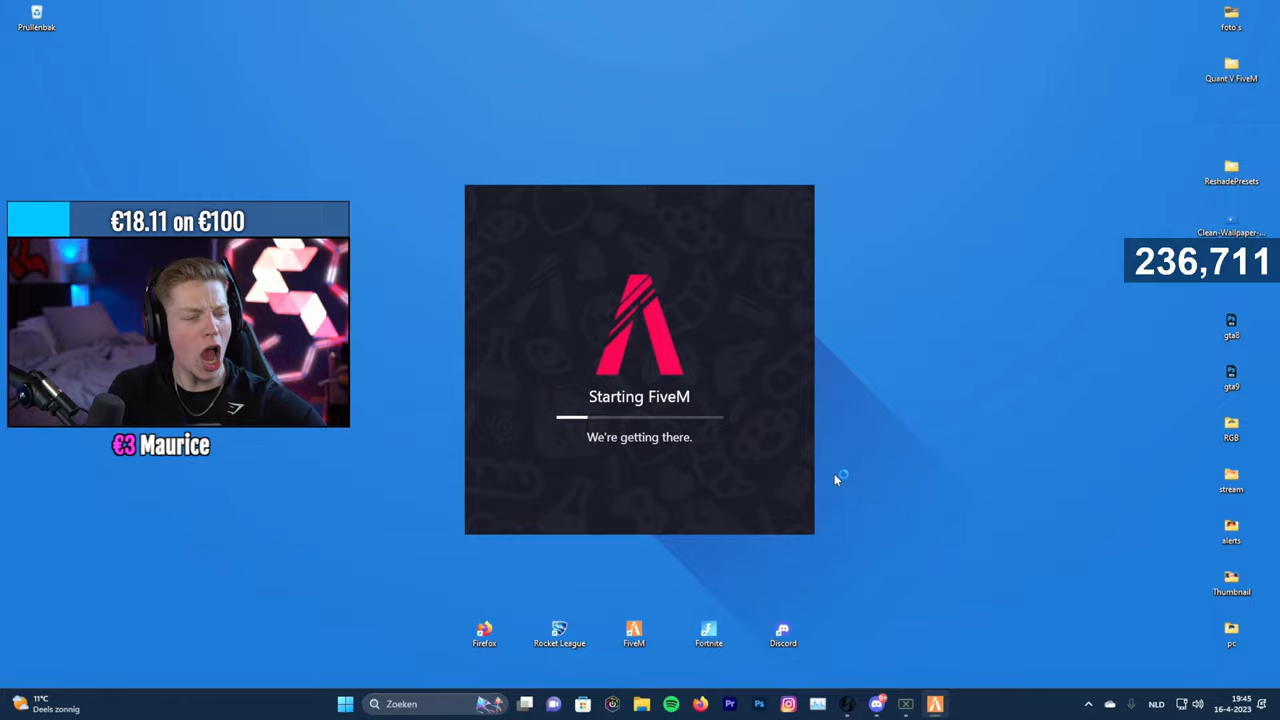 Prullenbak
foto's
Quant V FiveM
ReshadePresets
Clean-Wallpaper-...
236,711
€18.11 on €100
€3 Maurice
Starting FiveM
We're getting there.
gta8
gta9
RGB
stream
alerts
Thumbnail
pc
Firefox
Rocket League
FiveM
Fortnite
Discord
11°C
Deels zonnig
Zoeken
Pr
Ps
NLD
19:45
16-4-2023